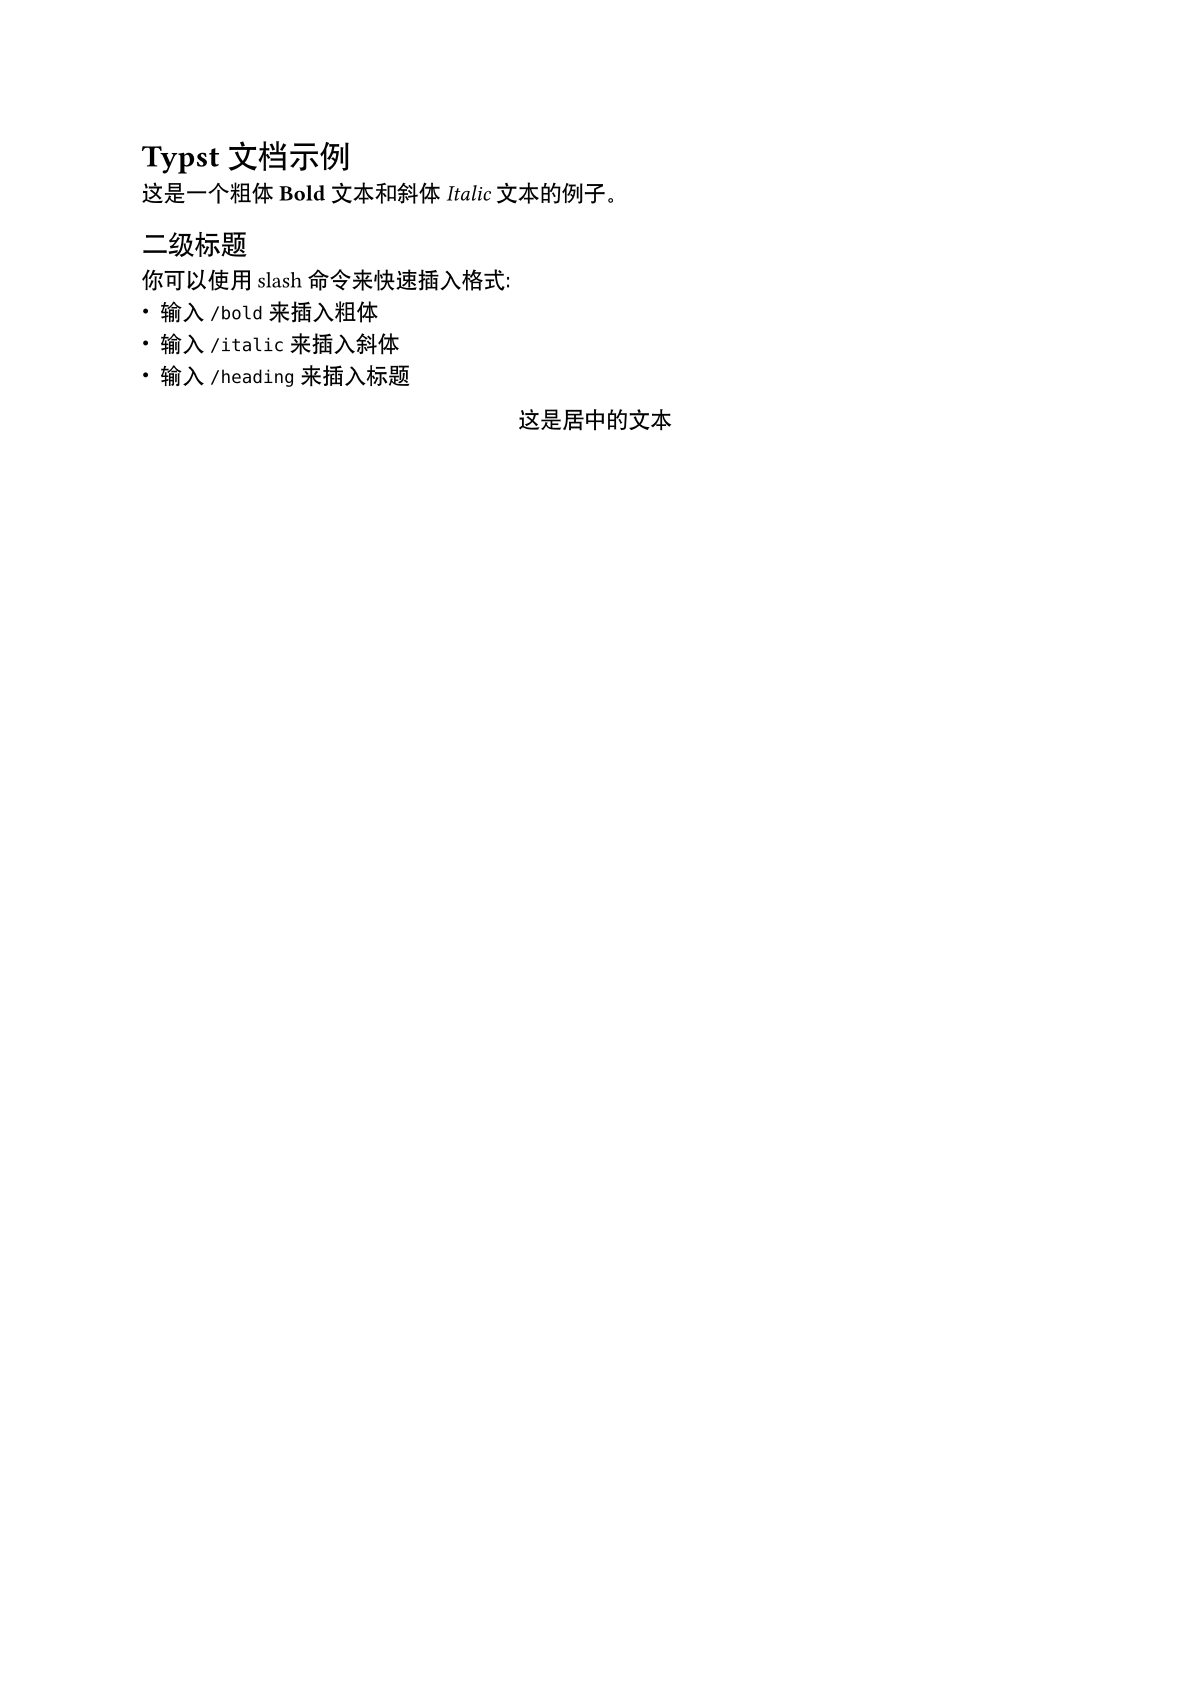 Typst 文档示例
这是一个粗体 Bold 文本和斜体 Italic 文本的例子。
二级标题
你可以使用 slash 命令来快速插入格式:
• 输入 /bold 来插入粗体
• 输入 /italic 来插入斜体
• 输入 /heading 来插入标题
这是居中的文本